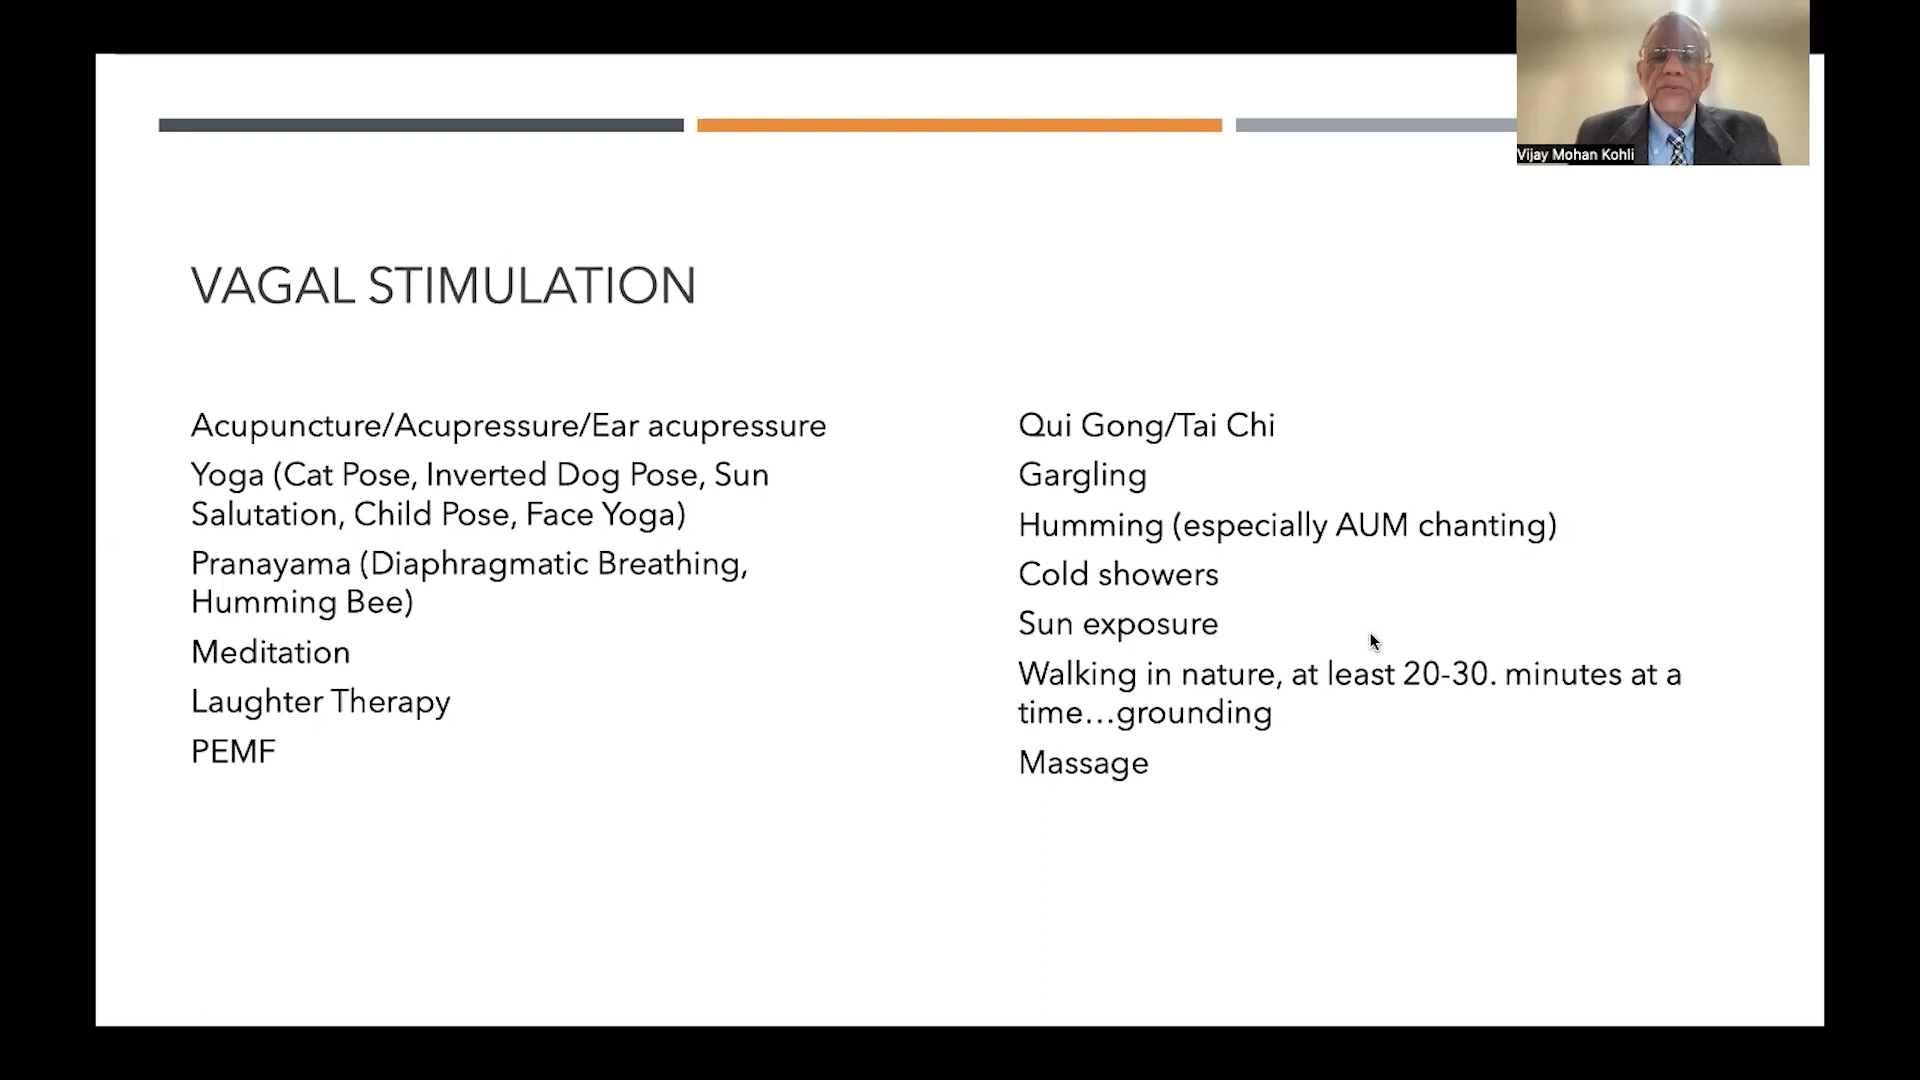 Vijay Mohan Kohli
VAGAL STIMULATION
Acupuncture/Acupressure/Ear acupressure
Yoga (Cat Pose, Inverted Dog Pose, Sun
Salutation, Child Pose, Face Yoga)
Pranayama (Diaphragmatic Breathing,
Humming Bee)
Meditation
Laughter Therapy
PEMF
Qui Gong/Tai Chi
Gargling
Humming (especially AUM chanting)
Cold showers
Sun exposure
Walking in nature, at least 20-30. minutes at a
time…grounding
Massage